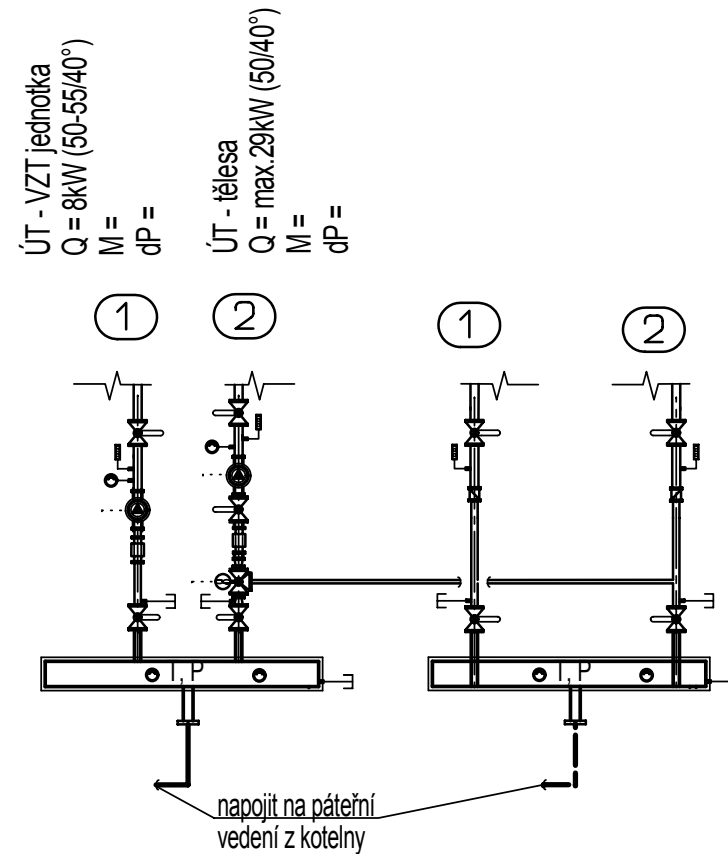 ÚT - VZT jednotka
Q = 8kW (50-55/40°)
M =
dP =
ÚT - tělesa
Q = max.29kW (50/40°)
M =
dP =
1
2
1
2
T, P
T, P
napojit na páteřní
vedení z kotelny